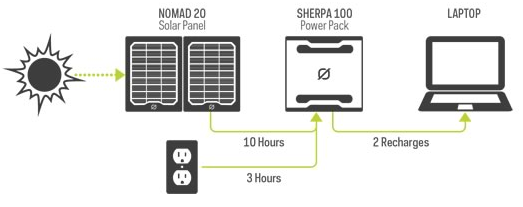 NOMAD 20
Solar Panel
SHERPA 100
Power Pack
LAPTOP
10 Hours
2 Recharges
3 Hours